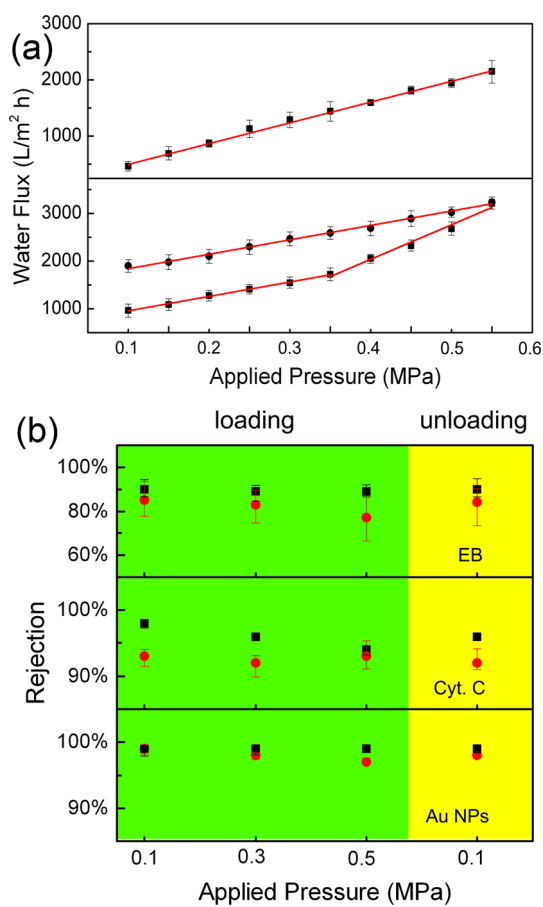 (a)
3000
2000
1000
3000
2000
1000
Water Flux (L/m² h)
0.1 0.2 0.3 0.4 0.5 0.6
Applied Pressure (MPa)
(b)
loading unloading
100%
80%
60%
EB
100%
90%
Cyt. C
100%
90%
Au NPs
Rejection
0.1 0.3 0.5 0.1
Applied Pressure (MPa)